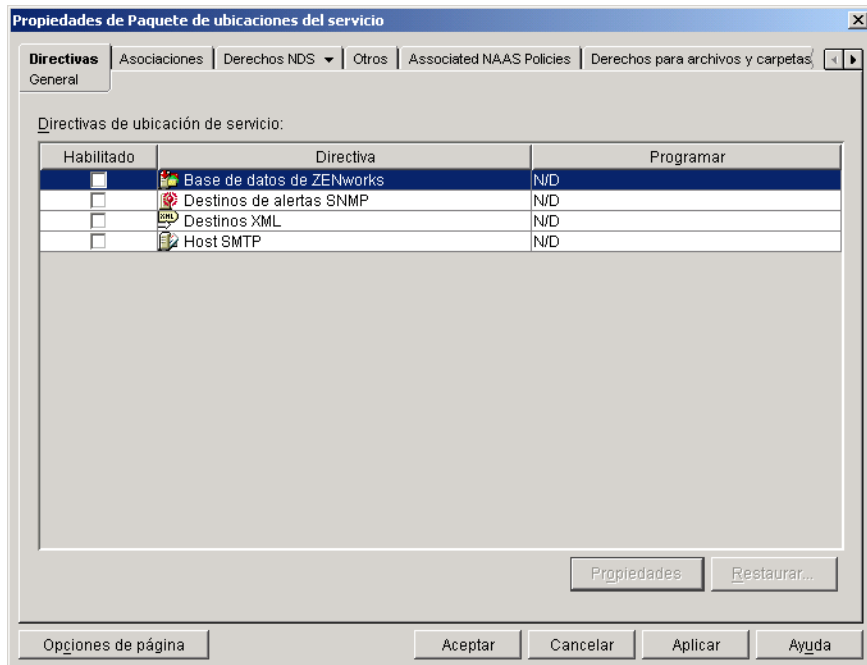 Propiedades de Paquete de ubicaciones del servicio
Directivas Asociaciones Derechos NDS Otros Associated NAAS Policies Derechos para archivos y carpetas
General
Directivas de ubicación de servicio:
Habilitado Directiva Programar
Base de datos de ZENworks N/D
Destinos de alertas SNMP N/D
XML Destinos XML N/D
Host SMTP N/D
Propiedades Restaurar...
Opciones de página Aceptar Cancelar Aplicar Ayuda